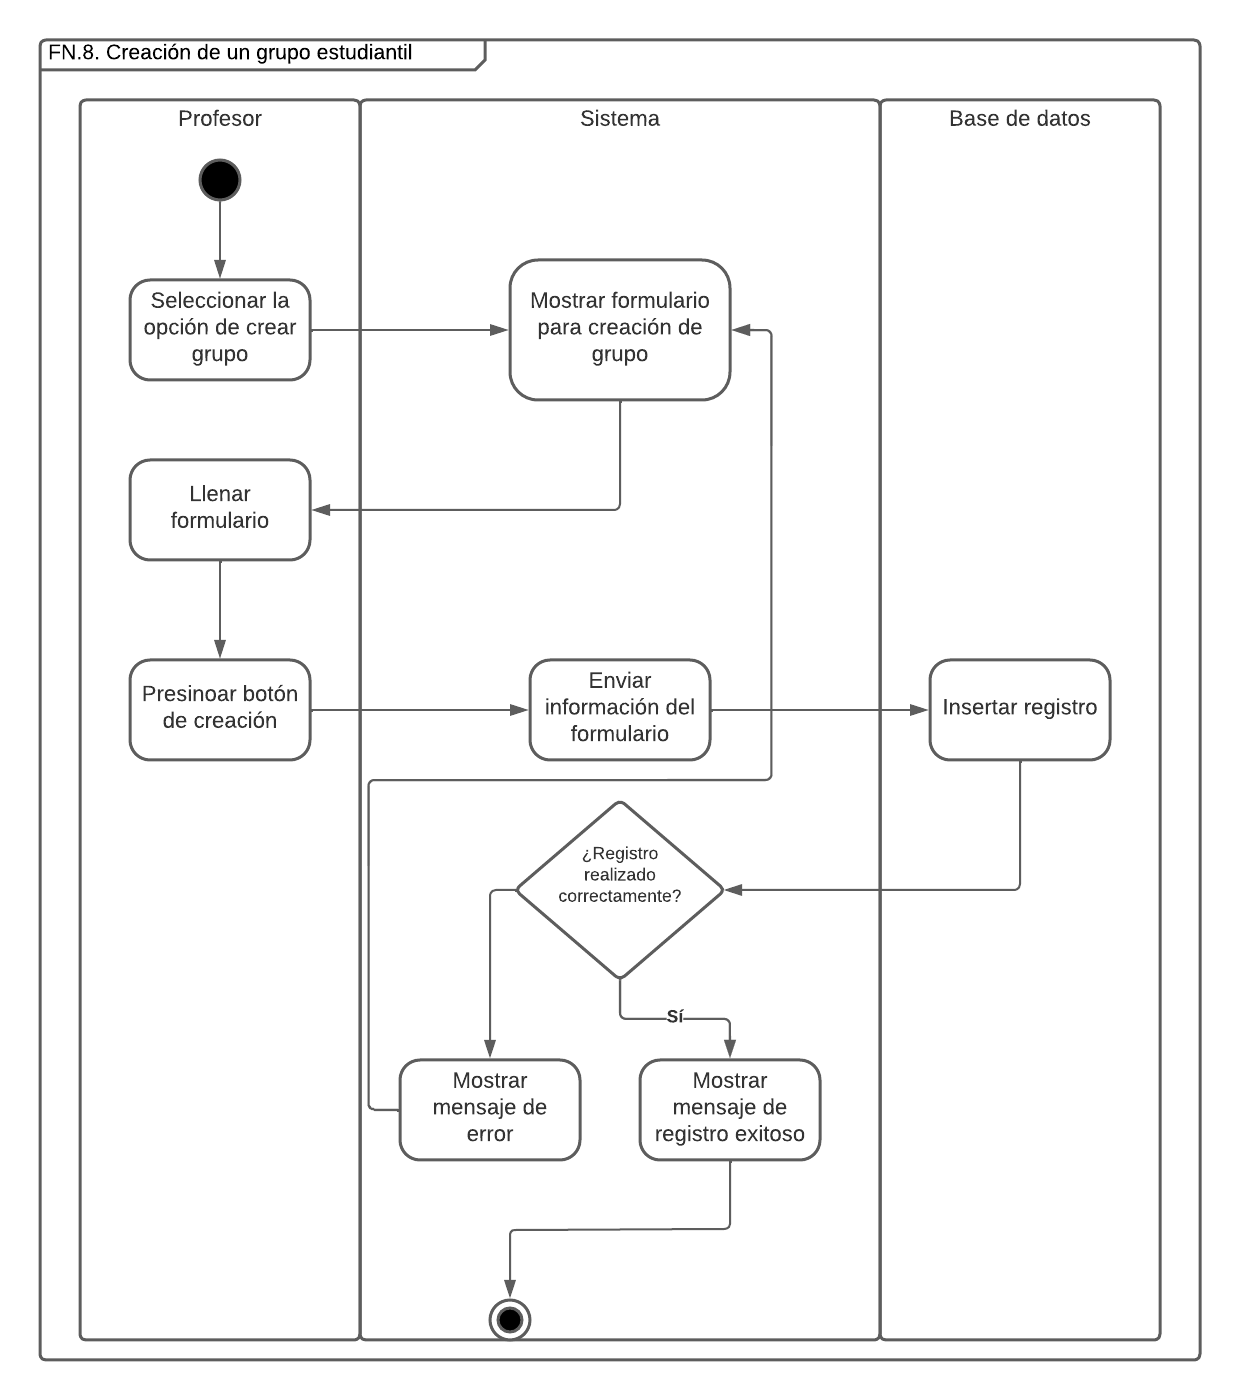 FN.8. Creación de un grupo estudiantil
Profesor
Sistema
Base de datos
Seleccionar la
opción de crear
grupo
Mostrar formulario
para creación de
grupo
Llenar
formulario
Presinoar botón
de creación
Enviar
información del
formulario
Insertar registro
¿Registro
realizado
correctamente?
Sí
Mostrar
mensaje de
error
Mostrar
mensaje de
registro exitoso